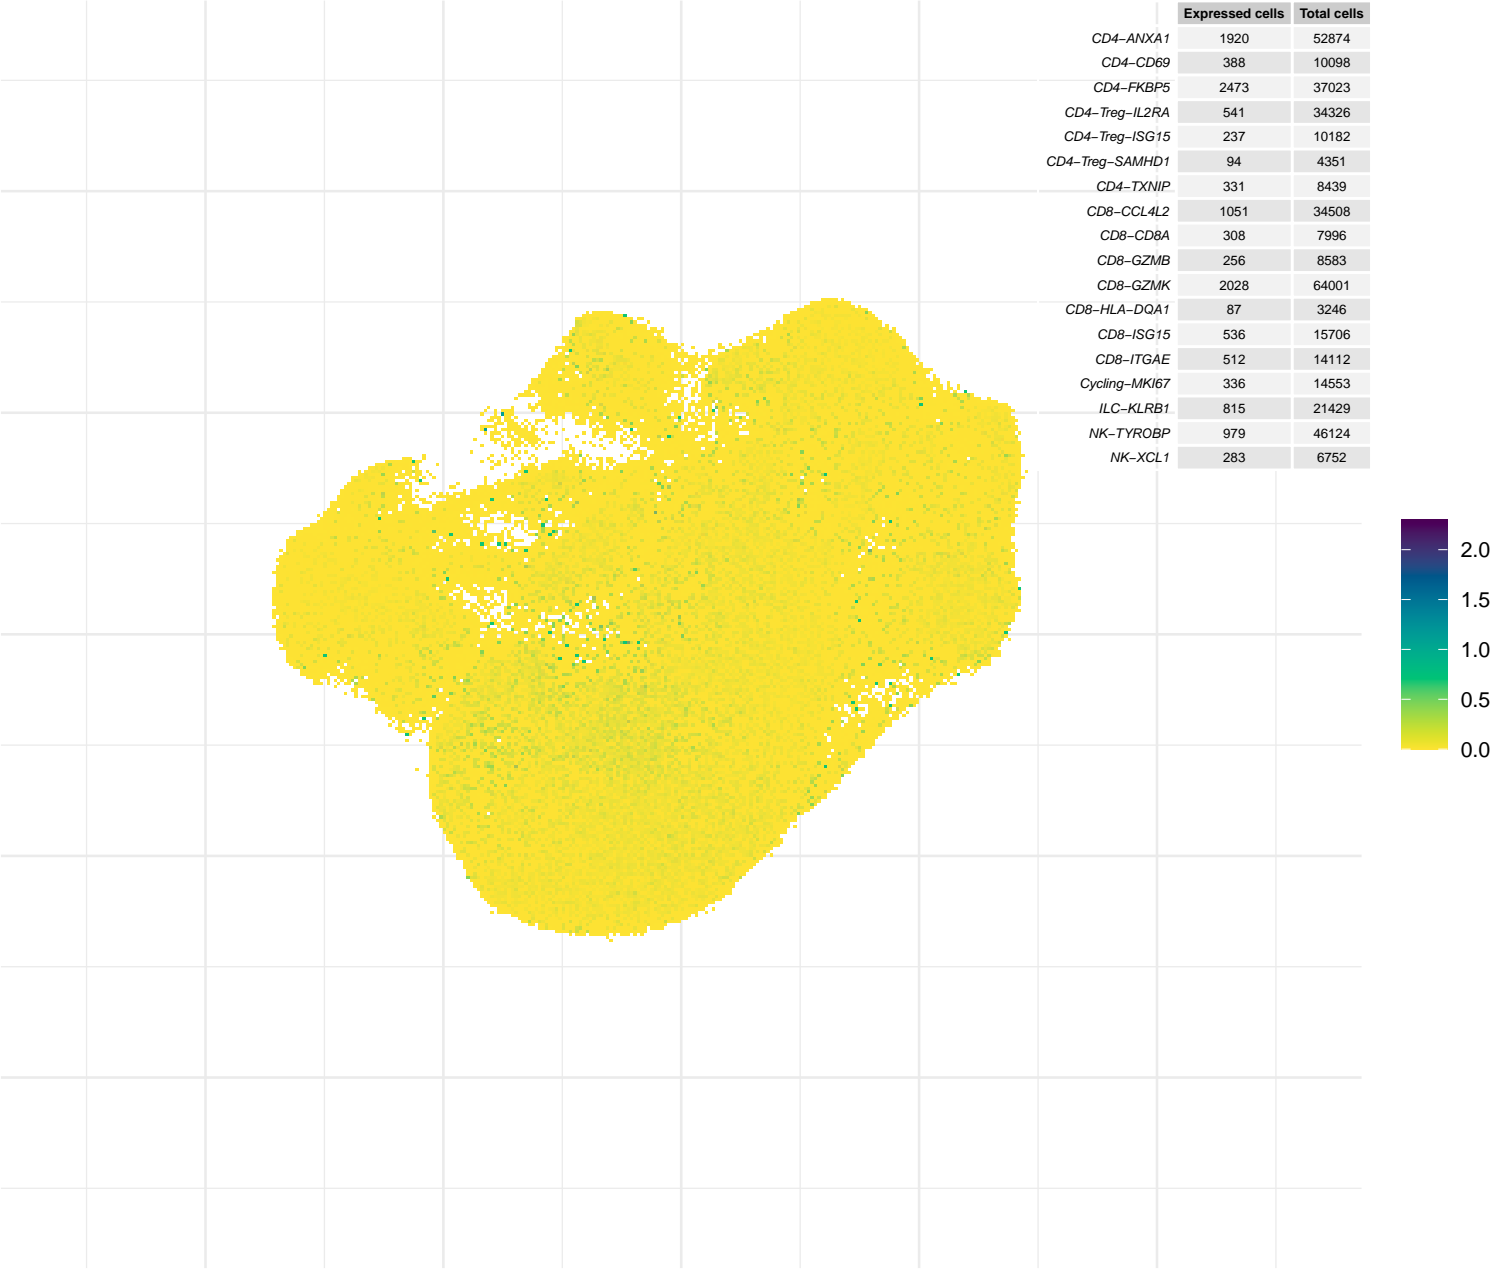 Expressed cells Total cells
CD4−ANXA1 1920 52874
CD4−CD69 388 10098
CD4−FKBP5 2473 37023
CD4−Treg−IL2RA 541 34326
CD4−Treg−ISG15 237 10182
CD4−Treg−SAMHD1 94 4351
CD4−TXNIP 331 8439
CD8−CCL4L2 1051 34508
CD8−CD8A 308 7996
CD8−GZMB 256 8583
CD8−GZMK 2028 64001
CD8−HLA−DQA1 87 3246
CD8−ISG15 536 15706
CD8−ITGAE 512 14112
Cycling−MKI67 336 14553
ILC−KLRB1 815 21429
NK−TYROBP 979 46124
NK−XCL1 283 6752
2.0
1.5
1.0
0.5
0.0